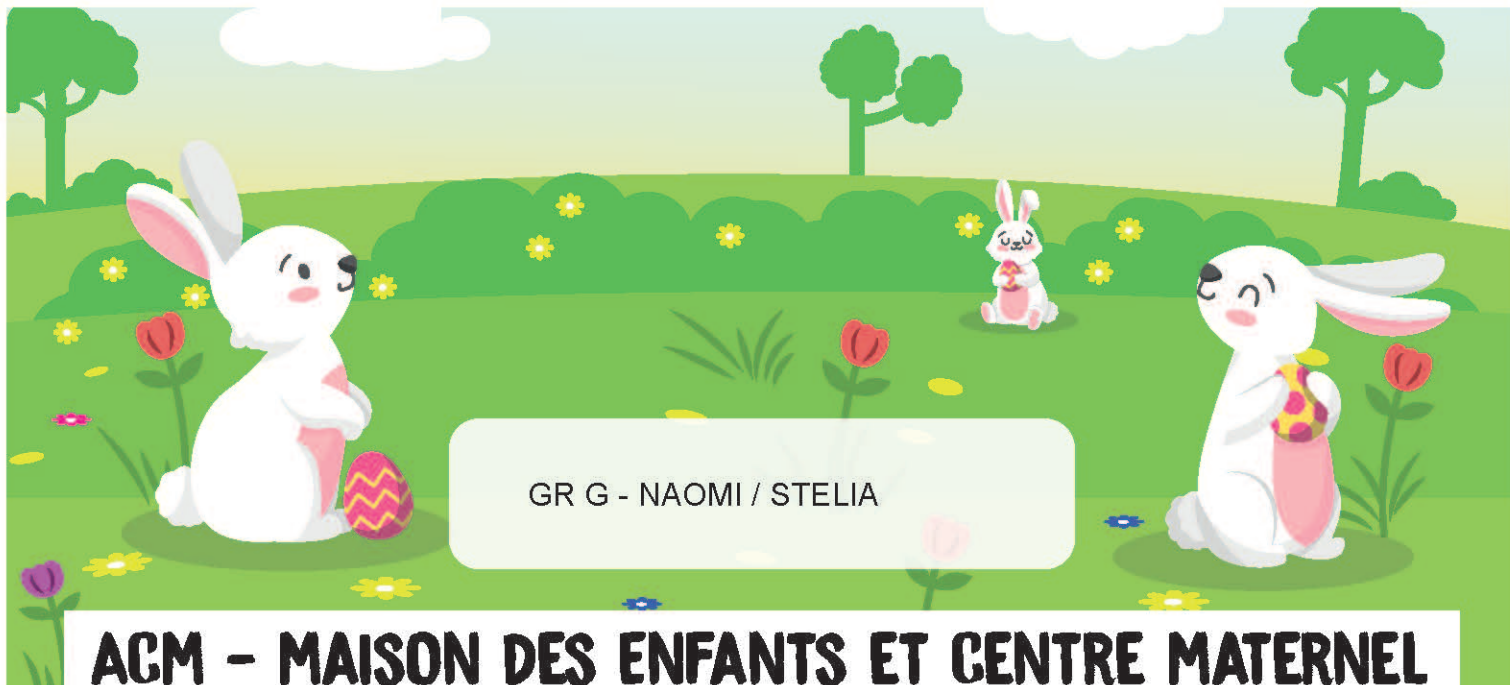 GR G - NAOMI / STELIA
ACM - MAISON DES ENFANTS ET CENTRE MATERNEL